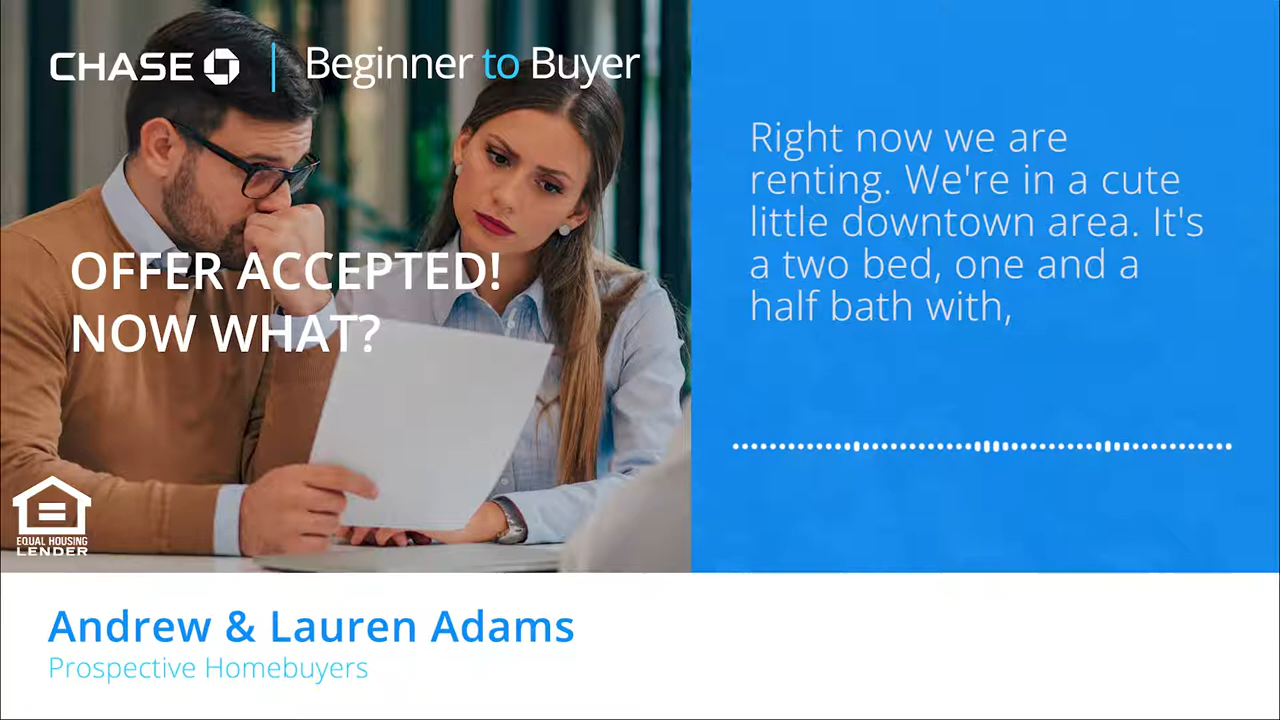 CHASE
Beginner to Buyer
OFFER ACCEPTED!
NOW WHAT?
EQUAL HOUSING
LENDER
Right now we are
renting. We're in a cute
little downtown area. It's
a two bed, one and a
half bath with,
Andrew & Lauren Adams
Prospective Homebuyers